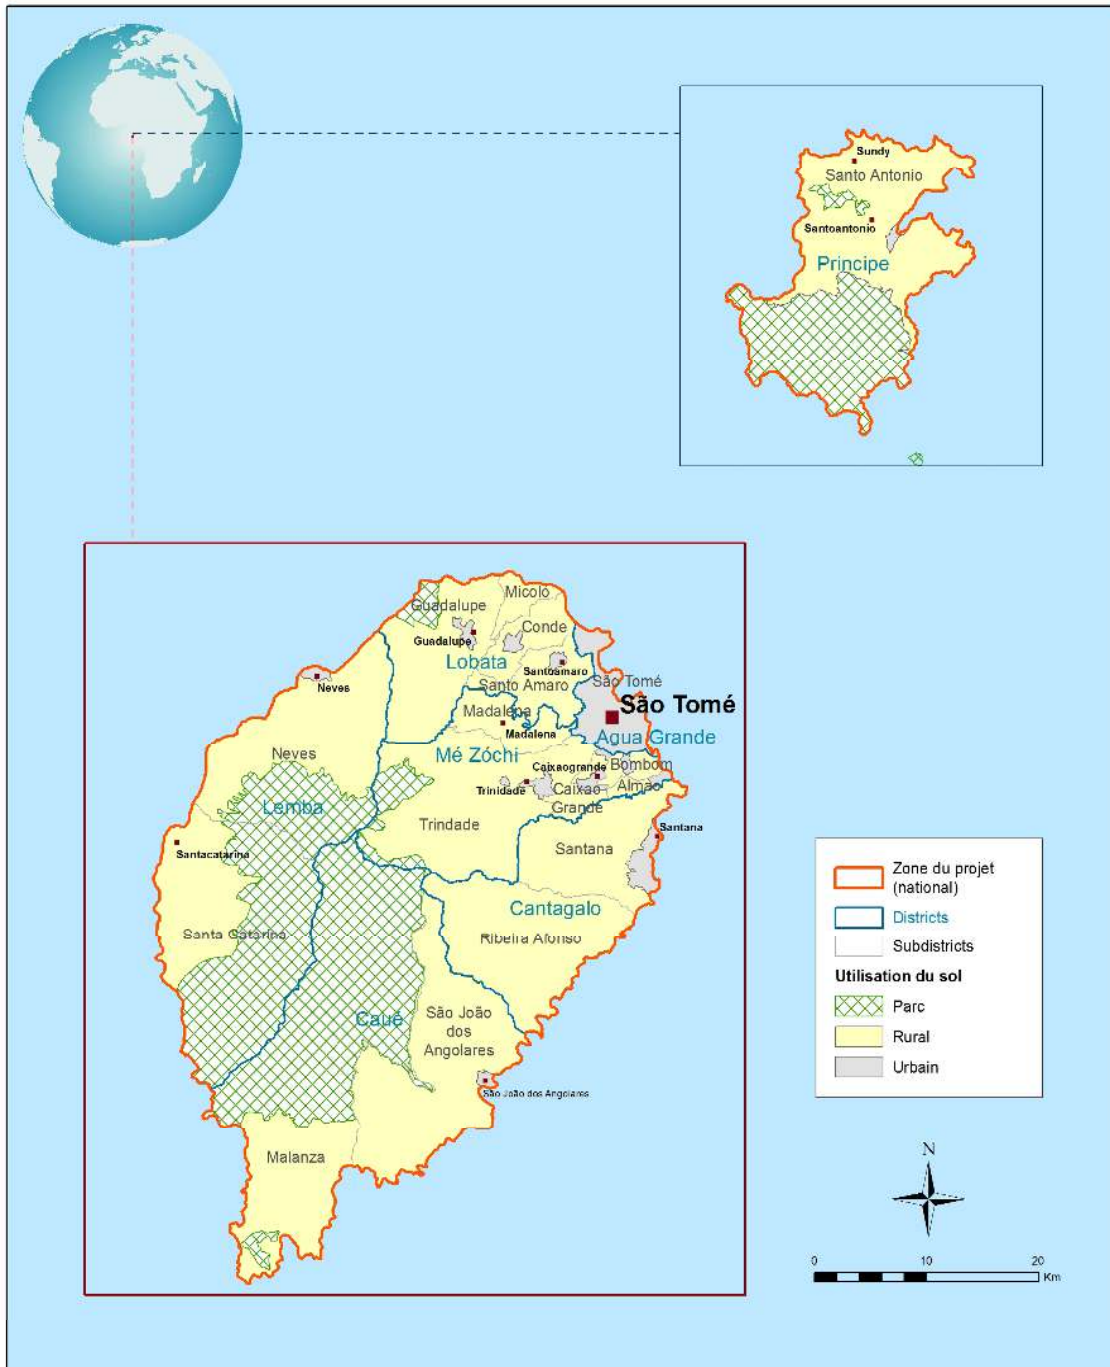 Sundy
Santo Antonio
Santoantonio
Principe
Guadalupe
Micolo
Conde
Guadalupe
Lobata
Santoamaro
Santo Amaro
São Tomé
Neves
Madalena
São Tomé
Madalena
Agua Grande
Mé Zóchi
Neves
Caixaogrande
Bombom
Trinidade
Caixao
Grande
Almão
Lemba
Trindade
Santana
Santacatarina
Santana
Cantagalo
Santa Catarina
Ribeira Afonso
Caué
São João
dos
Angolares
São João dos Angolares
Malanza
Zone du projet
(national)
Districts
Subdistricts
Utilisation du sol
Parc
Rural
Urbain
N
0 10 20
Km